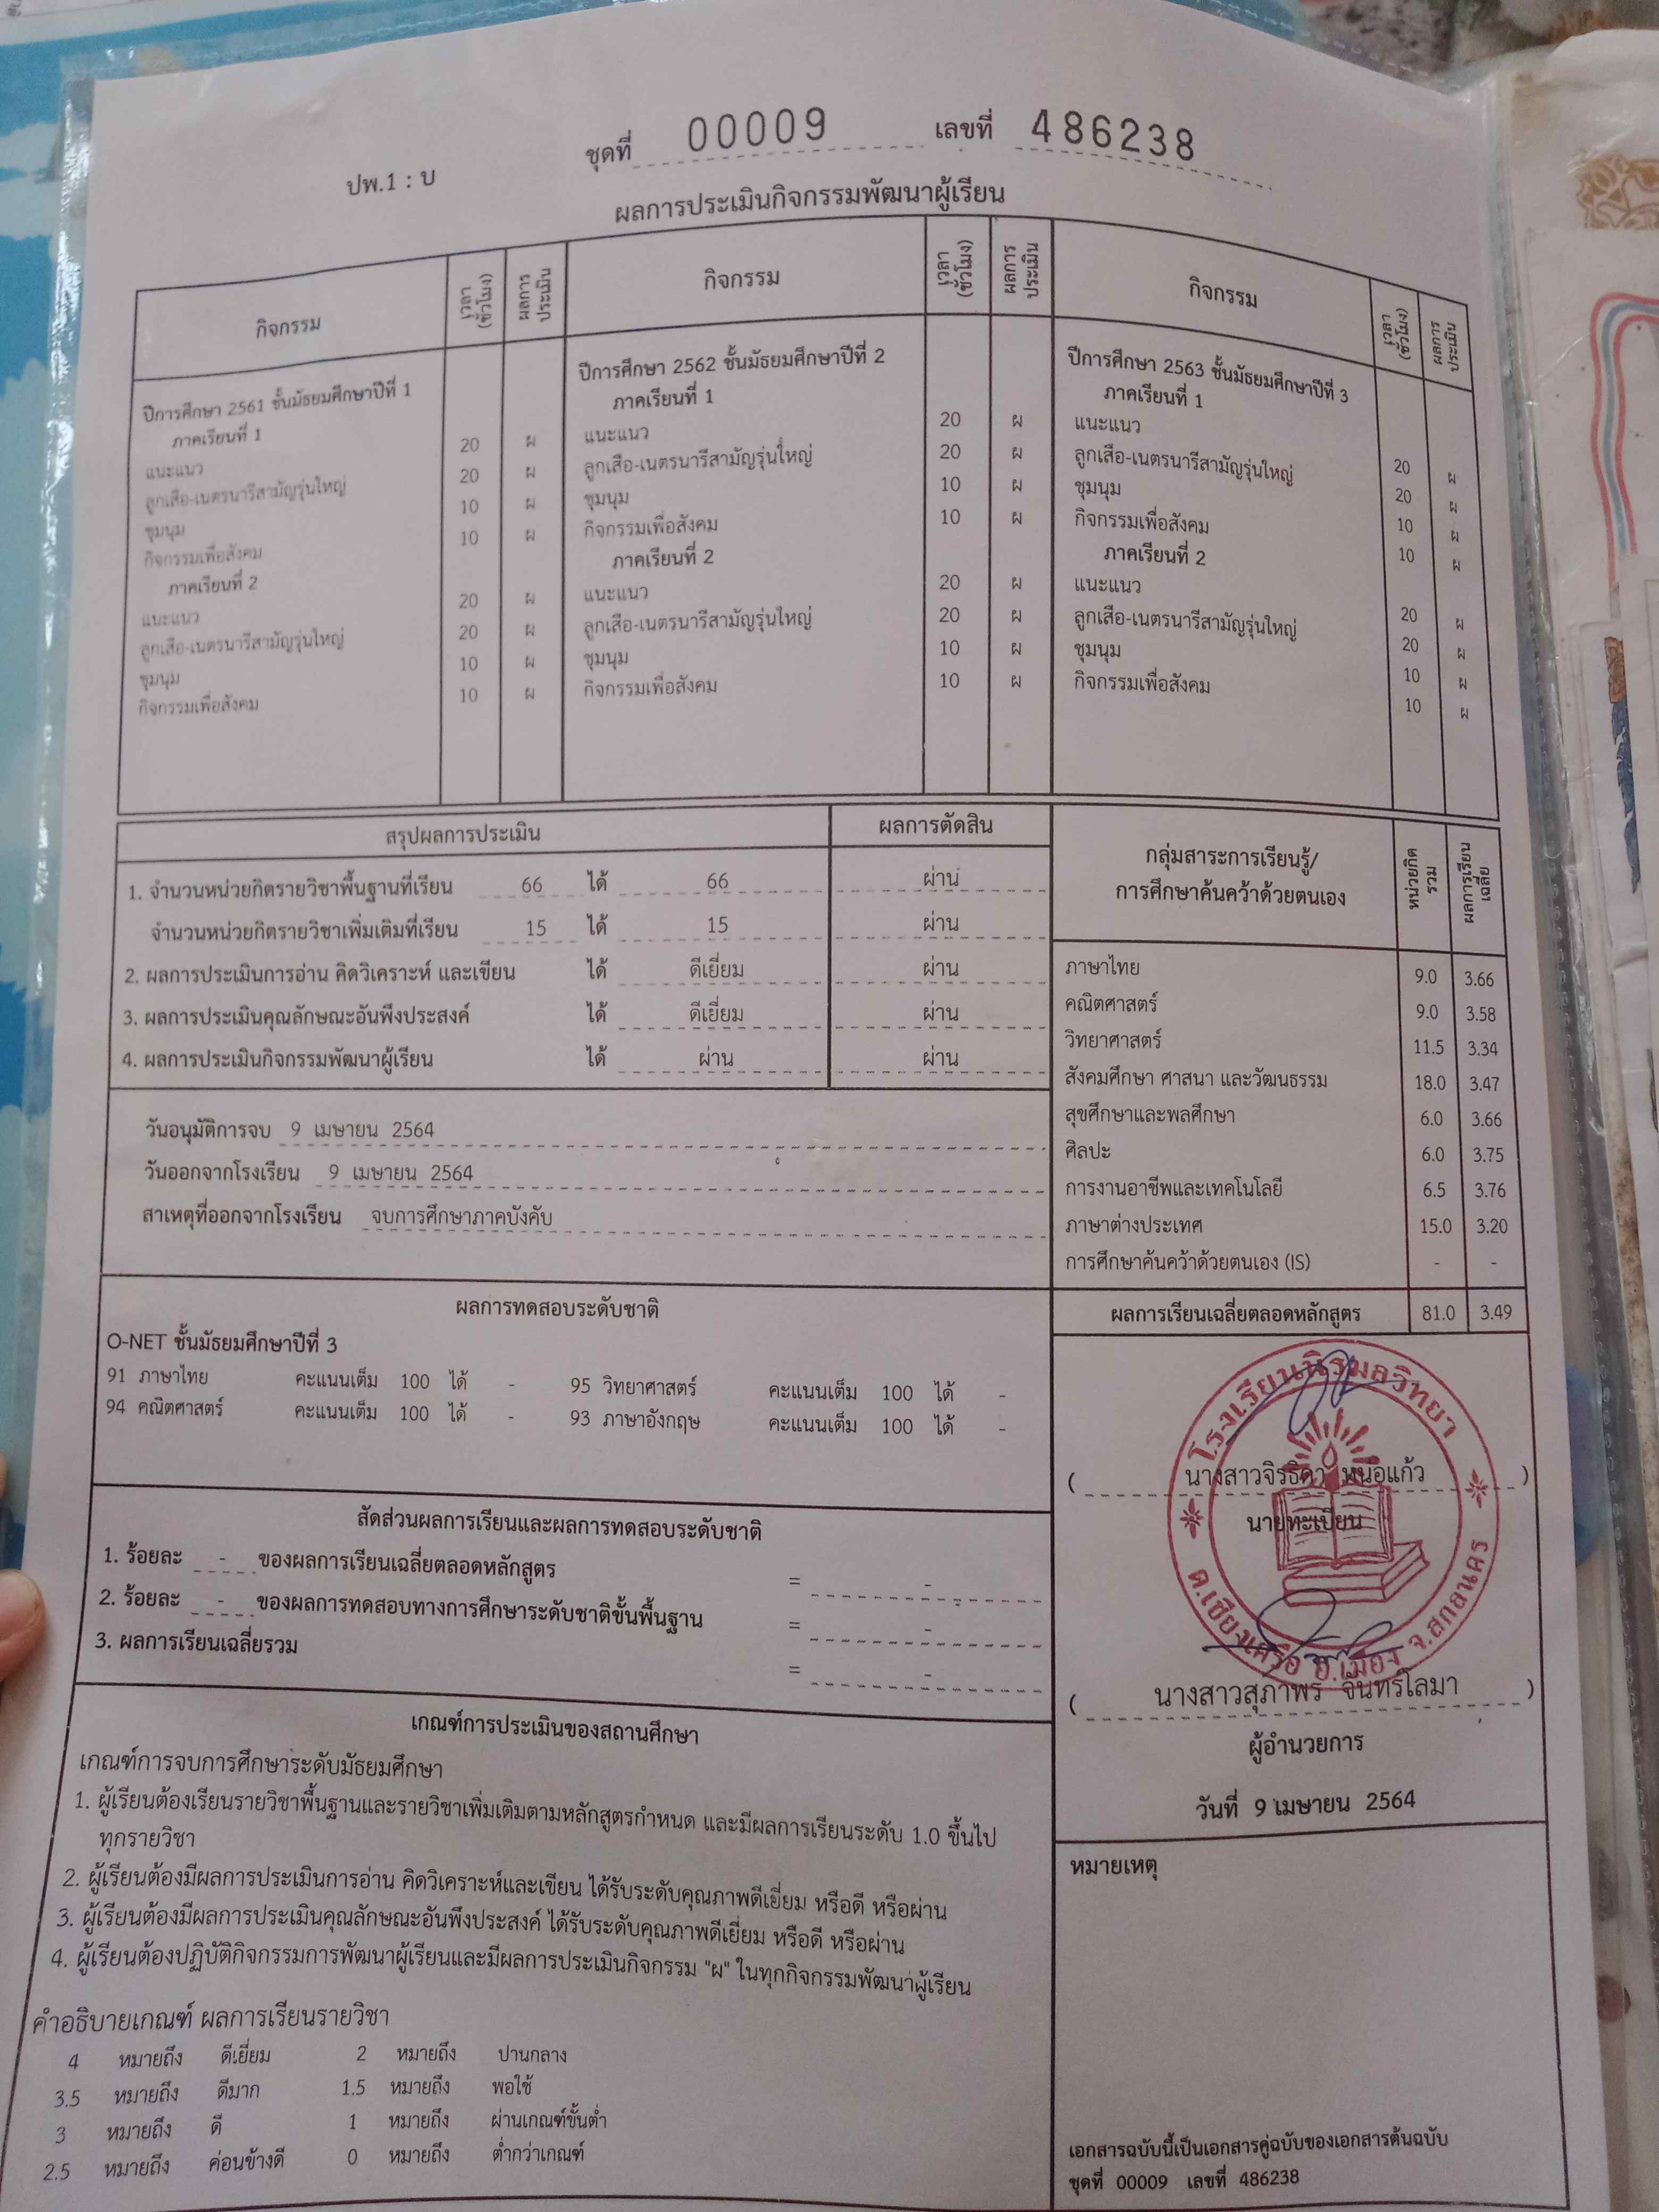 ปพ.1 : บ
ชุดที่ 00009 เลขที่ 486238
ผลการประเมินกิจกรรมพัฒนาผู้เรียน
กิจกรรม เวลา (ชั่วโมง) ผลการประเมิน กิจกรรม เวลา (ชั่วโมง) ผลการประเมิน กิจกรรม เวลา (ชั่วโมง) ผลการประเมิน
ปีการศึกษา 2561 ชั้นมัธยมศึกษาปีที่ 1
ภาคเรียนที่ 1
แนะแนว 20 ผ
ลูกเสือ-เนตรนารีสามัญรุ่นใหญ่ 20 ผ
ชุมนุม 10 ผ
กิจกรรมเพื่อสังคม 10 ผ
ภาคเรียนที่ 2
แนะแนว 20 ผ
ลูกเสือ-เนตรนารีสามัญรุ่นใหญ่ 20 ผ
ชุมนุม 10 ผ
กิจกรรมเพื่อสังคม 10 ผ
ปีการศึกษา 2562 ชั้นมัธยมศึกษาปีที่ 2
ภาคเรียนที่ 1
แนะแนว 20 ผ
ลูกเสือ-เนตรนารีสามัญรุ่นใหญ่ 20 ผ
ชุมนุม 10 ผ
กิจกรรมเพื่อสังคม 10 ผ
ภาคเรียนที่ 2
แนะแนว 20 ผ
ลูกเสือ-เนตรนารีสามัญรุ่นใหญ่ 20 ผ
ชุมนุม 10 ผ
กิจกรรมเพื่อสังคม 10 ผ
ปีการศึกษา 2563 ชั้นมัธยมศึกษาปีที่ 3
ภาคเรียนที่ 1
แนะแนว 20 ผ
ลูกเสือ-เนตรนารีสามัญรุ่นใหญ่ 20 ผ
ชุมนุม 10 ผ
กิจกรรมเพื่อสังคม 10 ผ
ภาคเรียนที่ 2
แนะแนว 20 ผ
ลูกเสือ-เนตรนารีสามัญรุ่นใหญ่ 20 ผ
ชุมนุม 10 ผ
กิจกรรมเพื่อสังคม 10 ผ
สรุปผลการประเมิน ผลการตัดสิน
1. จำนวนหน่วยกิตรายวิชาพื้นฐานที่เรียน 66 ได้ 66 ผ่าน
จำนวนหน่วยกิตรายวิชาเพิ่มเติมที่เรียน 15 ได้ 15 ผ่าน
2. ผลการประเมินการอ่าน คิดวิเคราะห์ และเขียน ได้ ดีเยี่ยม ผ่าน
3. ผลการประเมินคุณลักษณะอันพึงประสงค์ ได้ ดีเยี่ยม ผ่าน
4. ผลการประเมินกิจกรรมพัฒนาผู้เรียน ได้ ผ่าน ผ่าน
วันอนุมัติการจบ 9 เมษายน 2564
วันออกจากโรงเรียน 9 เมษายน 2564
สาเหตุที่ออกจากโรงเรียน จบการศึกษาภาคบังคับ
กลุ่มสาระการเรียนรู้/ หน่วยกิตรวม ผลการเรียนเฉลี่ย
การศึกษาค้นคว้าด้วยตนเอง
ภาษาไทย 9.0 3.66
คณิตศาสตร์ 9.0 3.58
วิทยาศาสตร์ 11.5 3.34
สังคมศึกษา ศาสนา และวัฒนธรรม 18.0 3.47
สุขศึกษาและพลศึกษา 6.0 3.66
ศิลปะ 6.0 3.75
การงานอาชีพและเทคโนโลยี 6.5 3.76
ภาษาต่างประเทศ 15.0 3.20
การศึกษาค้นคว้าด้วยตนเอง (IS) - -
ผลการเรียนเฉลี่ยตลอดหลักสูตร 81.0 3.49
ผลการทดสอบระดับชาติ
O-NET ชั้นมัธยมศึกษาปีที่ 3
91 ภาษาไทย คะแนนเต็ม 100 ได้ - 95 วิทยาศาสตร์ คะแนนเต็ม 100 ได้ -
94 คณิตศาสตร์ คะแนนเต็ม 100 ได้ - 93 ภาษาอังกฤษ คะแนนเต็ม 100 ได้ -
สัดส่วนผลการเรียนและผลการทดสอบระดับชาติ
1. ร้อยละ - ของผลการเรียนเฉลี่ยตลอดหลักสูตร = -
2. ร้อยละ - ของผลการทดสอบทางการศึกษาระดับชาติขั้นพื้นฐาน = -
3. ผลการเรียนเฉลี่ยรวม = -
โรงเรียนนิรมลวิทยา
(นางสาวจิรธิดา หน่อแก้ว)
นายทะเบียน
ต.เชียงเครือ อ.เมือง จ.สกลนคร
(นางสาวสุภาพร จันทร์โลมา)
ผู้อำนวยการ
วันที่ 9 เมษายน 2564
เกณฑ์การประเมินของสถานศึกษา
เกณฑ์การจบการศึกษาระดับมัธยมศึกษา
1. ผู้เรียนต้องเรียนรายวิชาพื้นฐานและรายวิชาเพิ่มเติมตามหลักสูตรกำหนด และมีผลการเรียนระดับ 1.0 ขึ้นไป
ทุกรายวิชา
2. ผู้เรียนต้องมีผลการประเมินการอ่าน คิดวิเคราะห์และเขียน ได้รับระดับคุณภาพดีเยี่ยม หรือดี หรือผ่าน
3. ผู้เรียนต้องมีผลการประเมินคุณลักษณะอันพึงประสงค์ ได้รับระดับคุณภาพดีเยี่ยม หรือดี หรือผ่าน
4. ผู้เรียนต้องปฏิบัติกิจกรรมการพัฒนาผู้เรียนและมีผลการประเมินกิจกรรม "ผ" ในทุกกิจกรรมพัฒนาผู้เรียน
คำอธิบายเกณฑ์ ผลการเรียนรายวิชา
4 หมายถึง ดีเยี่ยม 2 หมายถึง ปานกลาง
3.5 หมายถึง ดีมาก 1.5 หมายถึง พอใช้
3 หมายถึง ดี 1 หมายถึง ผ่านเกณฑ์ขั้นต่ำ
2.5 หมายถึง ค่อนข้างดี 0 หมายถึง ต่ำกว่าเกณฑ์
หมายเหตุ
เอกสารฉบับนี้เป็นเอกสารคู่ฉบับของเอกสารต้นฉบับ
ชุดที่ 00009 เลขที่ 486238